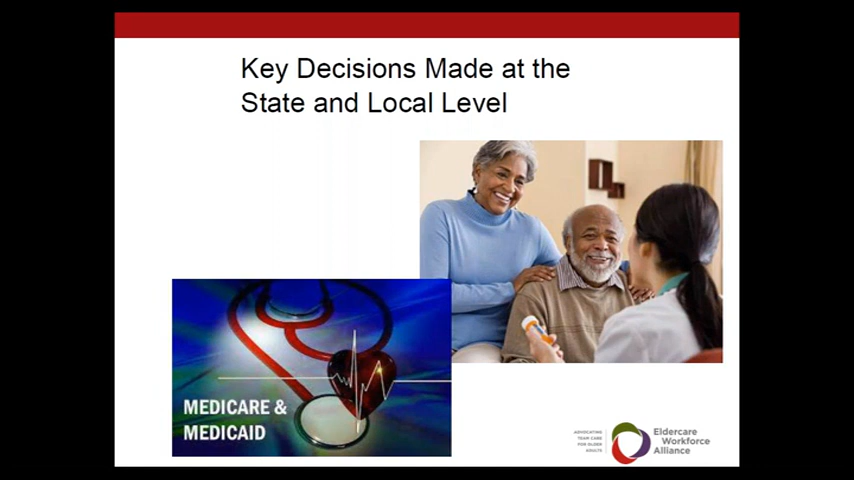 Key Decisions Made at the
State and Local Level
MEDICARE &
MEDICAID
ADVOCATING
TEAM CARE
FOR OLDER
ADULTS
Eldercare
Workforce
Alliance